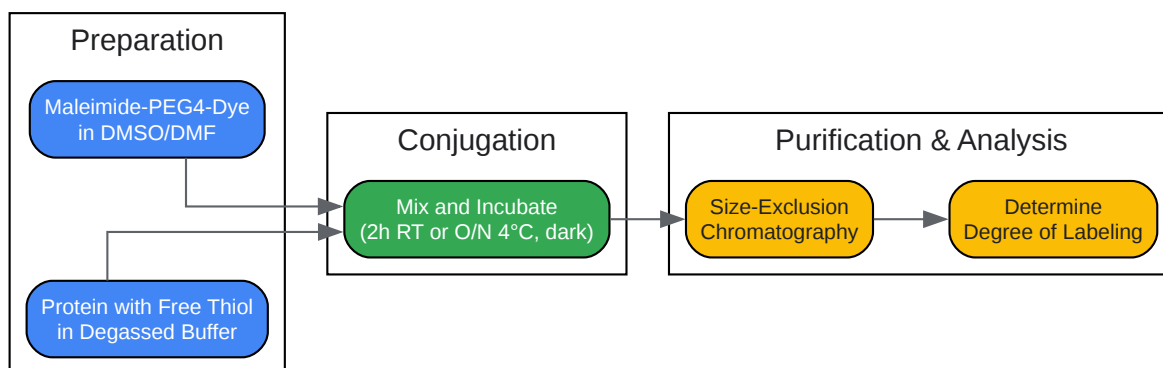 Preparation
Maleimide-PEG4-Dye
in DMSO/DMF
Protein with Free Thiol
in Degassed Buffer
Conjugation
Mix and Incubate
(2h RT or O/N 4°C, dark)
Purification & Analysis
Size-Exclusion
Chromatography
Determine
Degree of Labeling